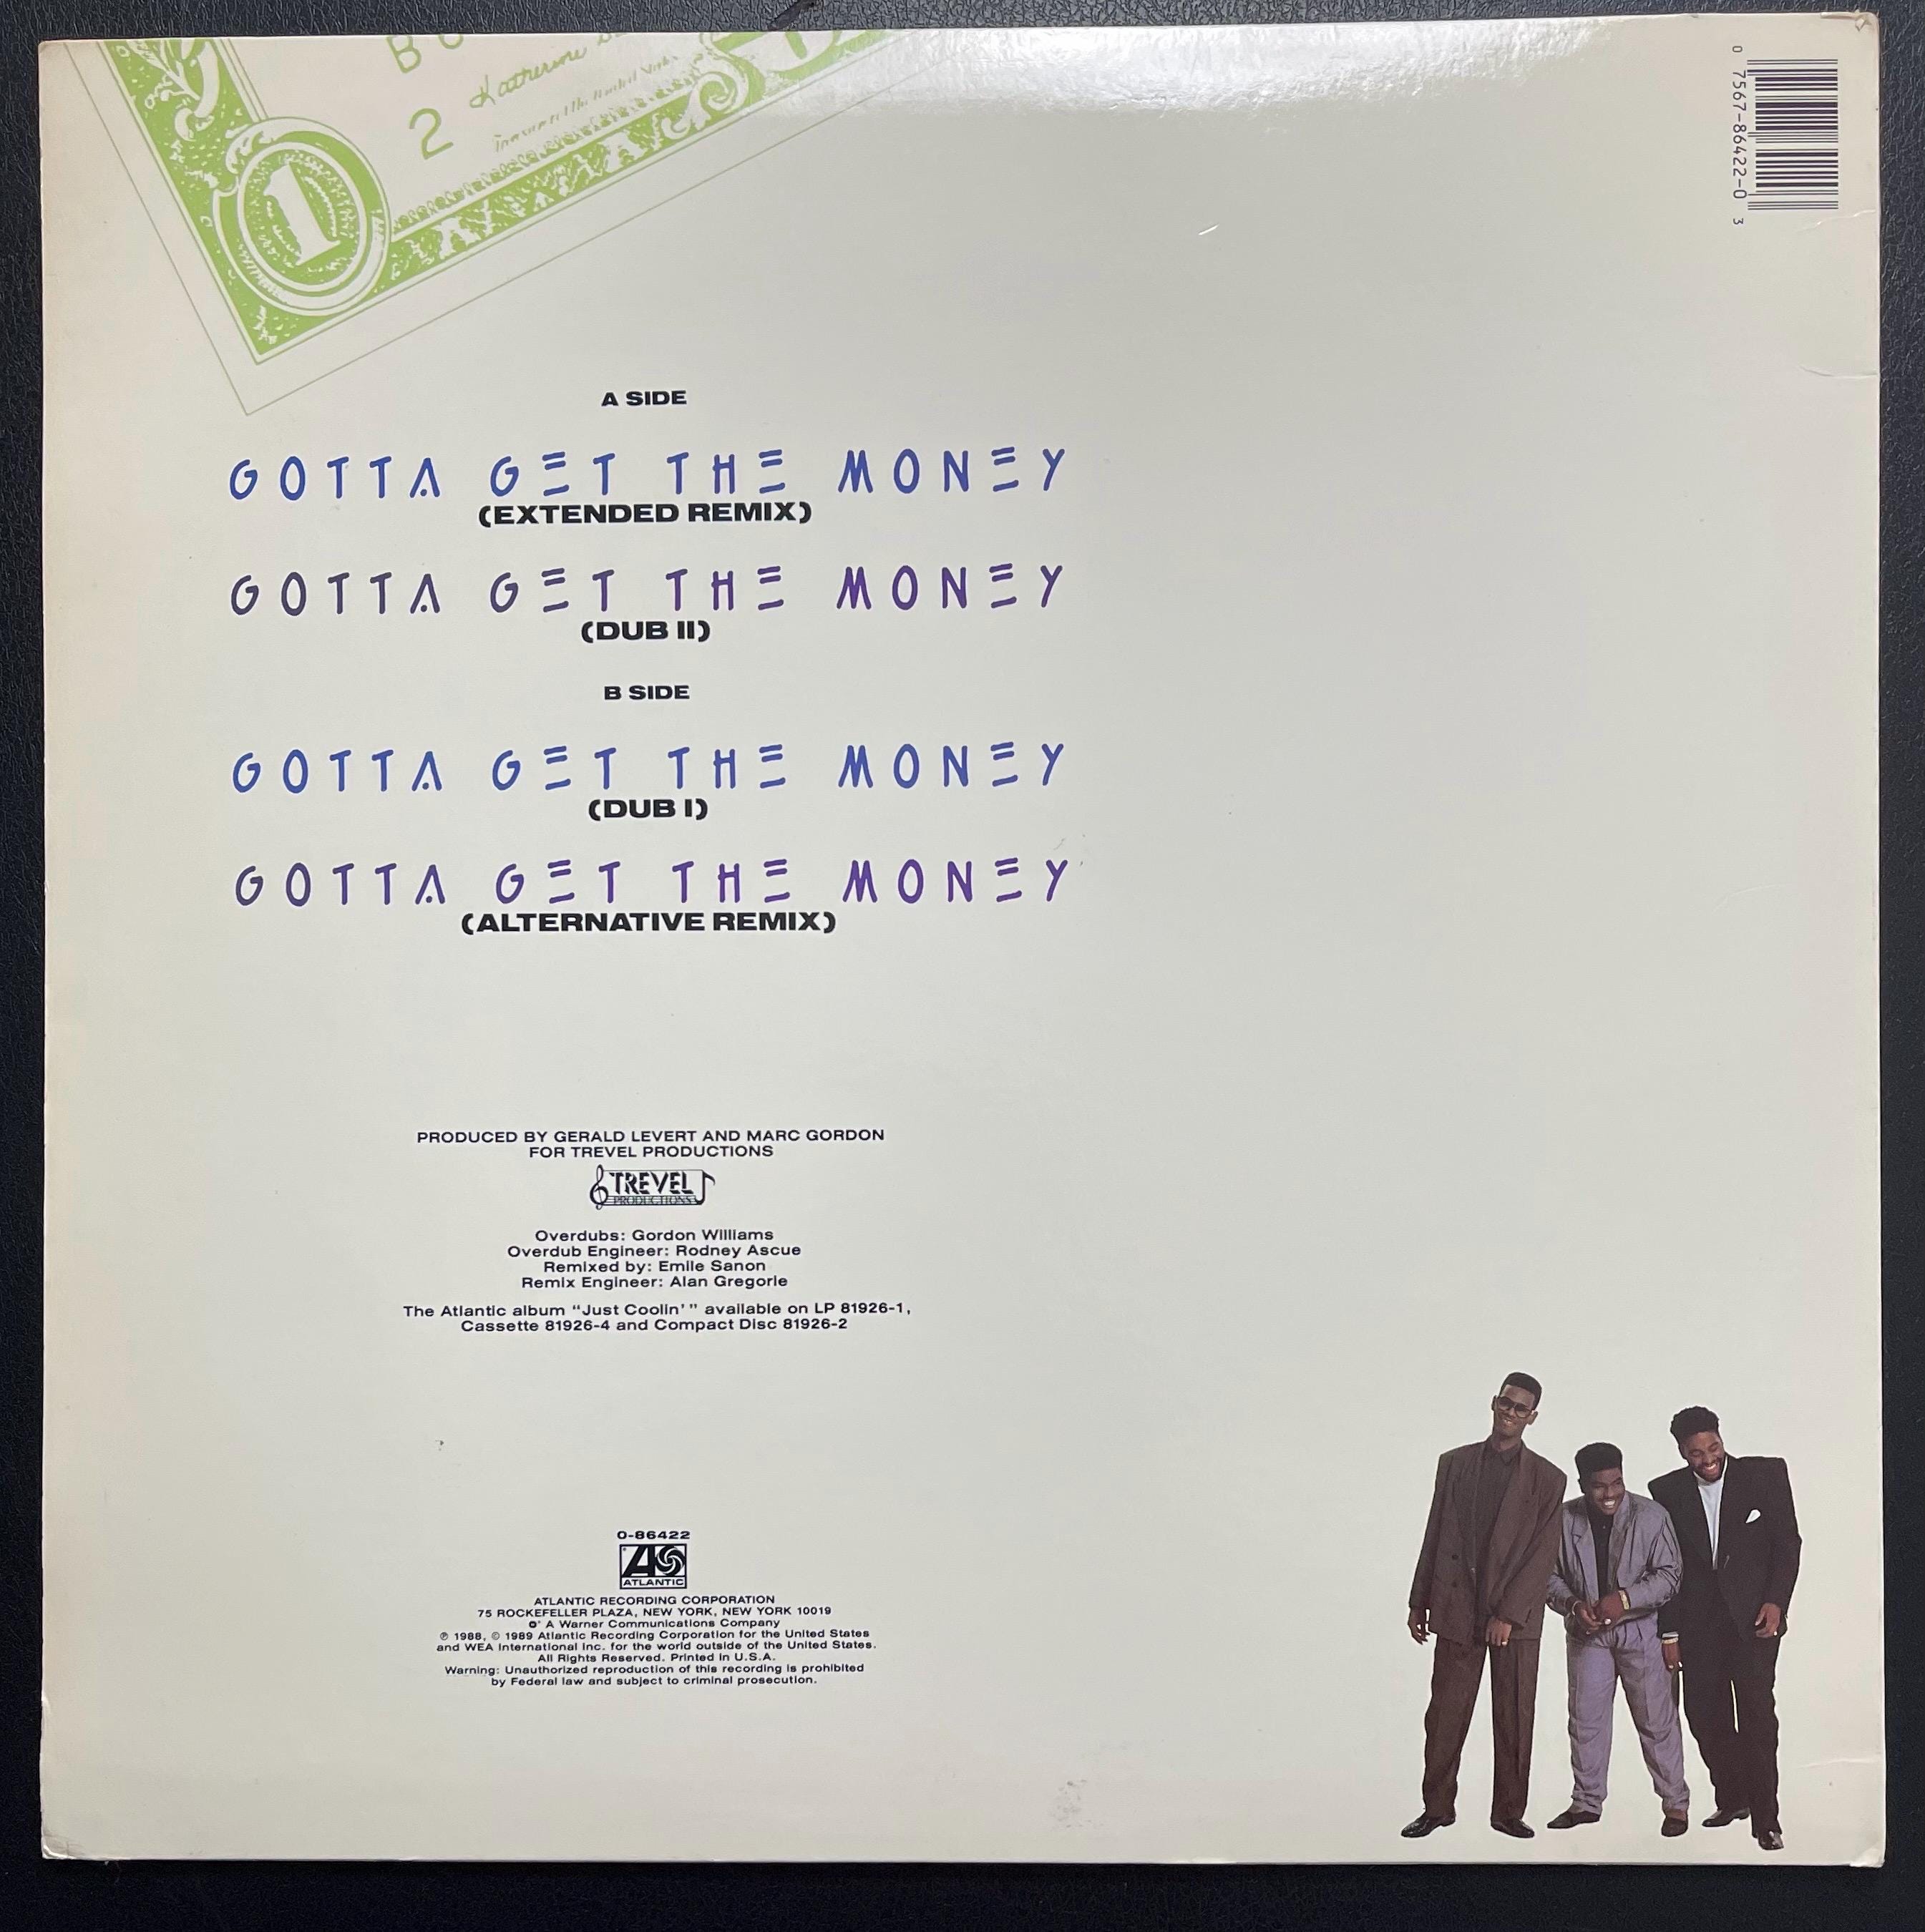 B
2
Katherine
1
0 7567-86422-0 3
A SIDE
GOTTA GET THE MONEY
(EXTENDED REMIX)
GOTTA GET THE MONEY
(DUB II)
B SIDE
GOTTA GET THE MONEY
(DUB I)
GOTTA GET THE MONEY
(ALTERNATIVE REMIX)
PRODUCED BY GERALD LEVERT AND MARC GORDON
FOR TREVEL PRODUCTIONS
TREVEL
PRODUCTIONS
Overdubs: Gordon Williams
Overdub Engineer: Rodney Ascue
Remixed by: Emile Sanon
Remix Engineer: Alan Gregorie
The Atlantic album “Just Coolin’” available on LP 81926-1,
Cassette 81926-4 and Compact Disc 81926-2
0-86422
ATLANTIC
ATLANTIC RECORDING CORPORATION
75 ROCKEFELLER PLAZA, NEW YORK, NEW YORK 10019
A Warner Communications Company
℗ 1988, © 1989 Atlantic Recording Corporation for the United States
and WEA International Inc. for the world outside of the United States.
All Rights Reserved. Printed in U.S.A.
Warning: Unauthorized reproduction of this recording is prohibited
by Federal law and subject to criminal prosecution.